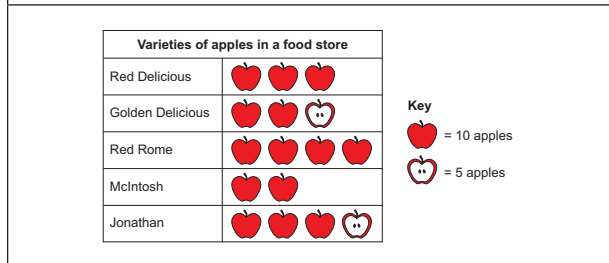 Varieties of apples in a food store
Red Delicious
Golden Delicious
Red Rome
McIntosh
Jonathan
Key
= 10 apples
= 5 apples